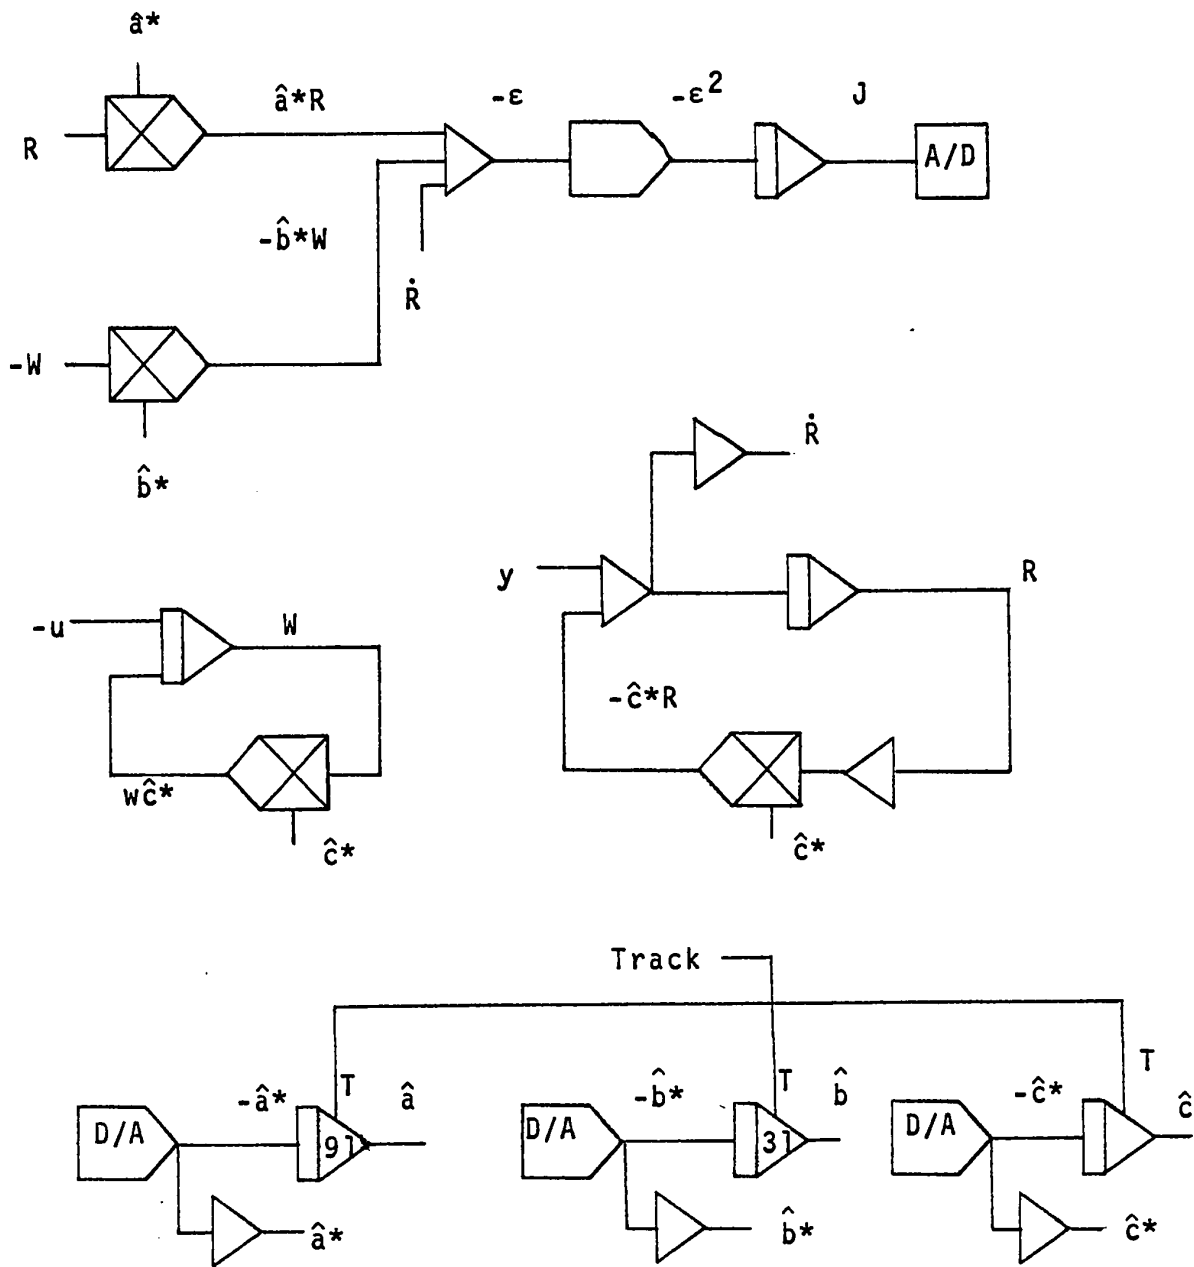 â*
R
â*R
-ε
-ε²
J
A/D
-b̂*W
Ṙ
-W
b̂*
Ṙ
y
R
-u
W
-ĉ*R
wĉ*
ĉ*
ĉ*
Track
T
T
T
-â*
â
-b̂*
b̂
-ĉ*
ĉ
D/A
91
D/A
31
D/A
â*
b̂*
ĉ*